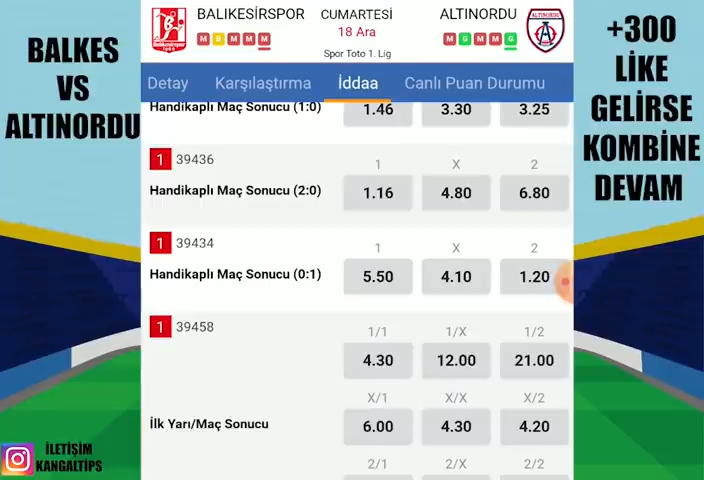 BALKES
VS
ALTINORDU
BALIKESİRSPOR
M B M M M
CUMARTESİ
18 Ara
Spor Toto 1. Lig
ALTINORDU
M G M M G
ALTINORDU
Detay Karşılaştırma İddaa Canlı Puan Durumu
Handikaplı Maç Sonucu (1:0) 1.46 3.30 3.25
1 39436 1 X 2
Handikaplı Maç Sonucu (2:0) 1.16 4.80 6.80
1 39434 1 X 2
Handikaplı Maç Sonucu (0:1) 5.50 4.10 1.20
1 39458 1/1 1/X 1/2
4.30 12.00 21.00
X/1 X/X X/2
İlk Yarı/Maç Sonucu 6.00 4.30 4.20
2/1 2/X 2/2
+300
LİKE
GELİRSE
KOMBİNE
DEVAM
İLETİŞİM
KANGALTİPS